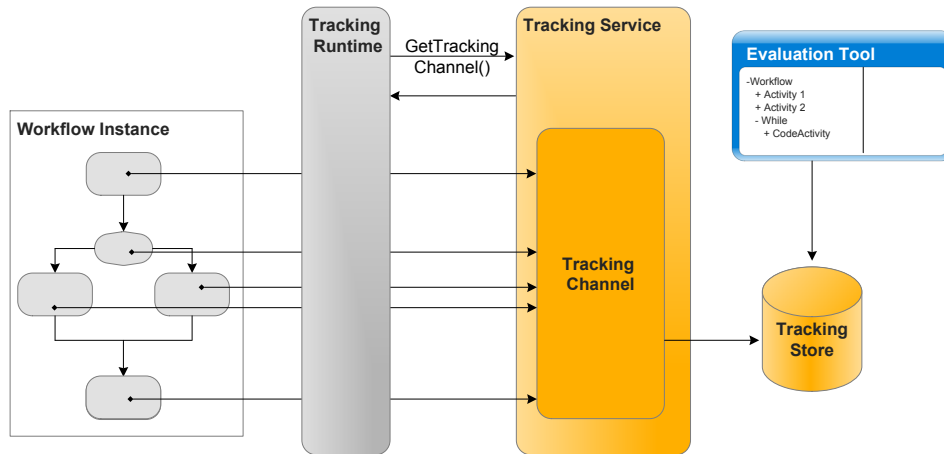 Tracking
Runtime
GetTracking
Channel()
Tracking Service
Evaluation Tool
-Workflow
+ Activity 1
+ Activity 2
- While
+ CodeActivity
Workflow Instance
Tracking
Channel
Tracking
Store